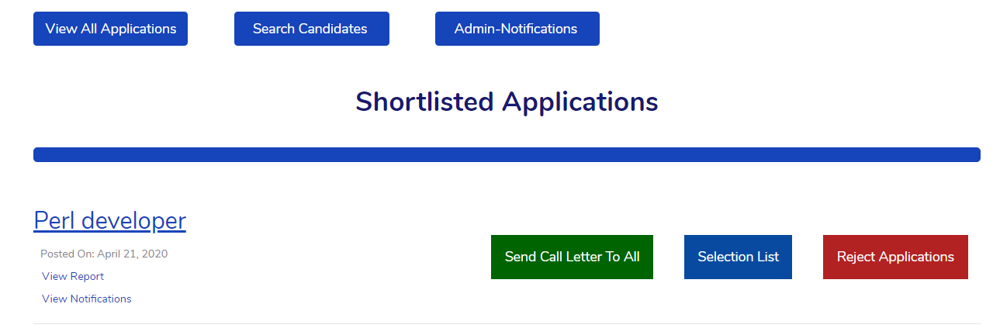 View All Applications
Search Candidates
Admin-Notifications
Shortlisted Applications
Perl developer
Posted On: April 21, 2020
View Report
View Notifications
Send Call Letter To All
Selection List
Reject Applications